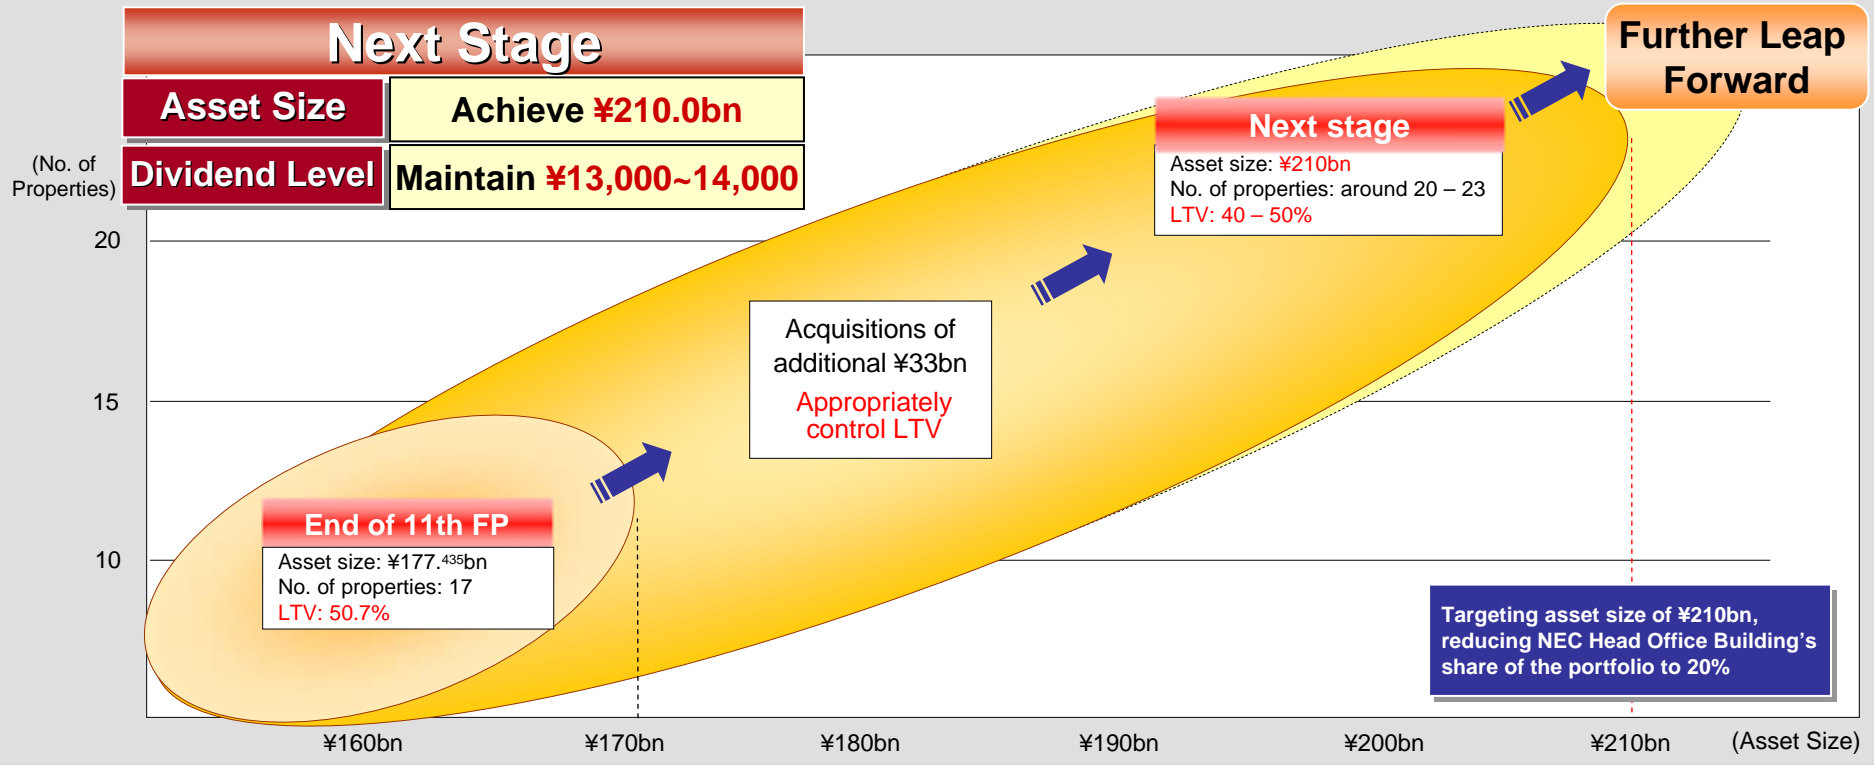 Next Stage
Asset Size
Achieve ¥210.0bn
Dividend Level
Maintain ¥13,000~14,000
Further Leap
Forward
(No. of
Properties)
20
15
10
Next stage
Asset size: ¥210bn
No. of properties: around 20 – 23
LTV: 40 – 50%
Acquisitions of
additional ¥33bn
Appropriately
control LTV
End of 11th FP
Asset size: ¥177.435bn
No. of properties: 17
LTV: 50.7%
Targeting asset size of ¥210bn,
reducing NEC Head Office Building's
share of the portfolio to 20%
¥160bn
¥170bn
¥180bn
¥190bn
¥200bn
¥210bn
(Asset Size)